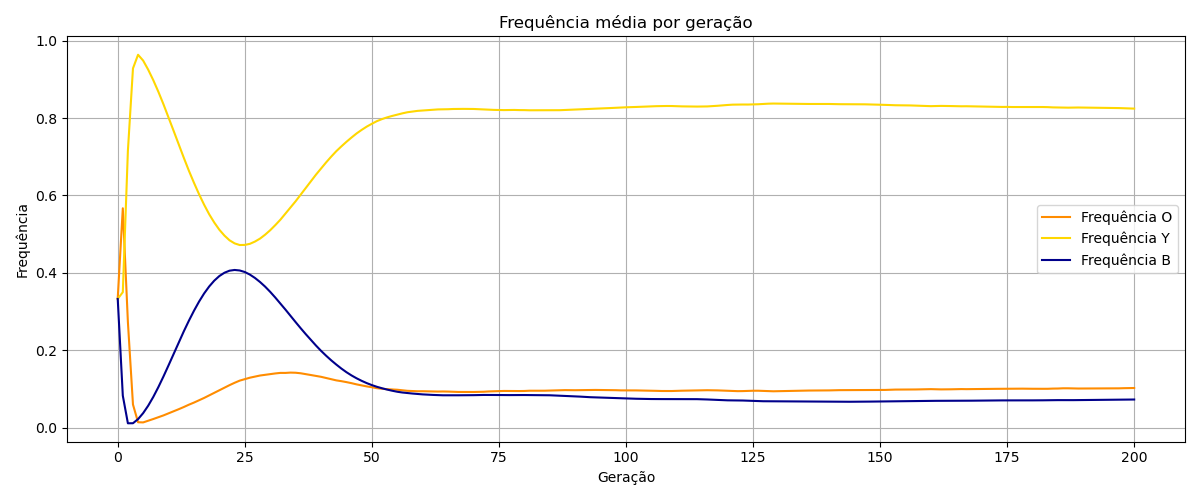 Frequência média por geração
Frequência
1.0
0.8
0.6
0.4
0.2
0.0
Frequência O
Frequência Y
Frequência B
0 25 50 75 100 125 150 175 200
Geração